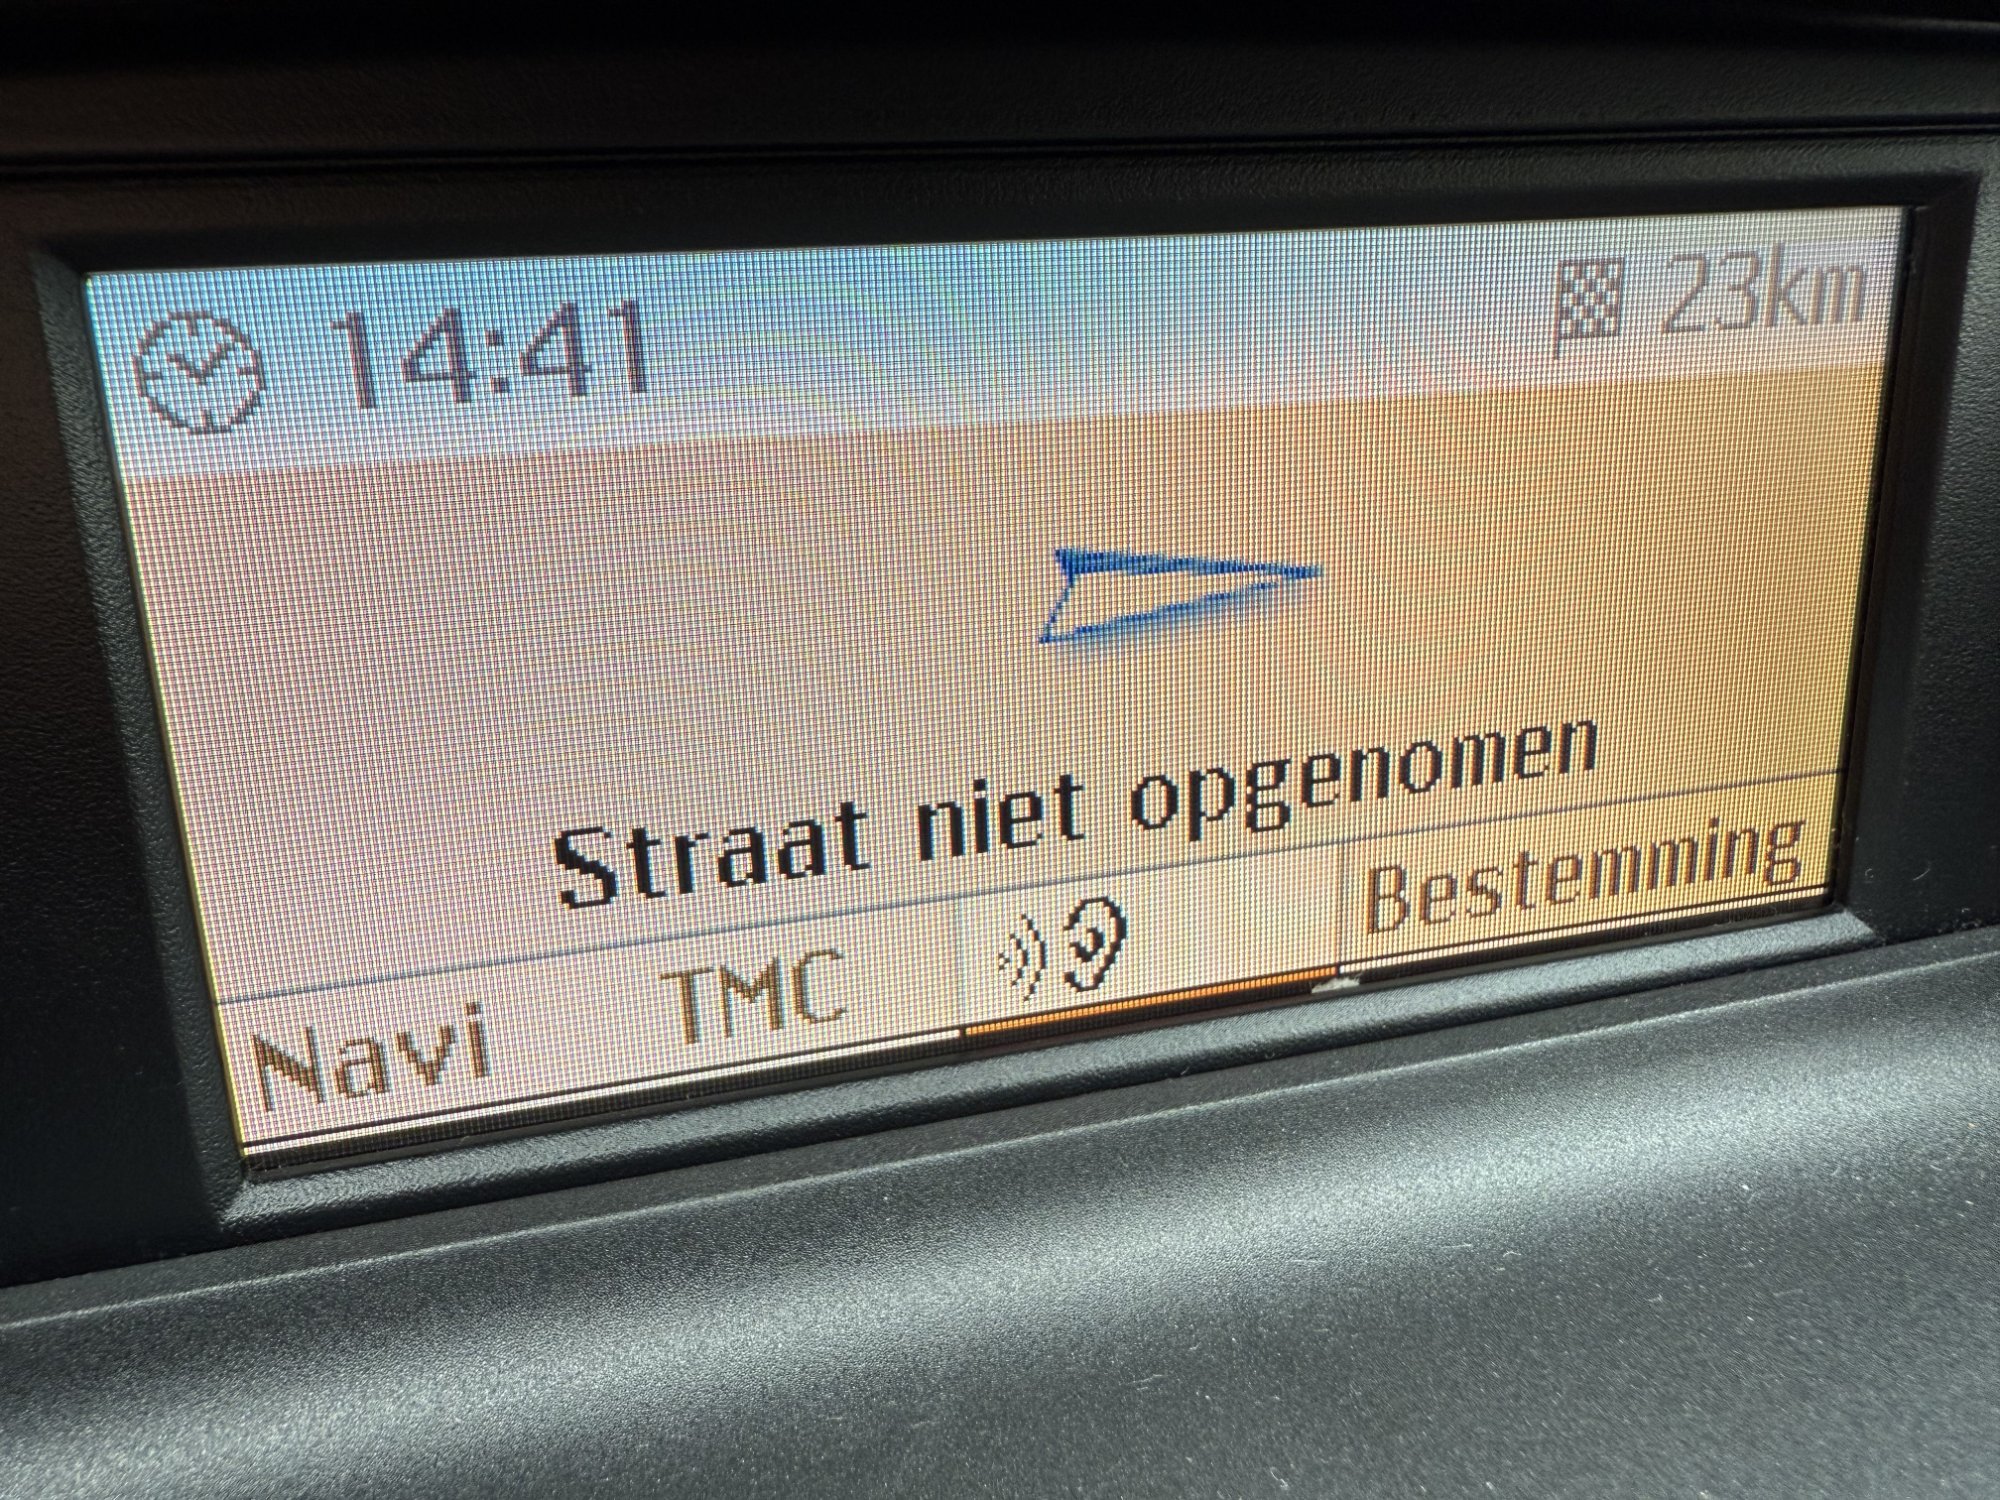 14:41 23km
Straat niet opgenomen
Navi TMC Bestemming